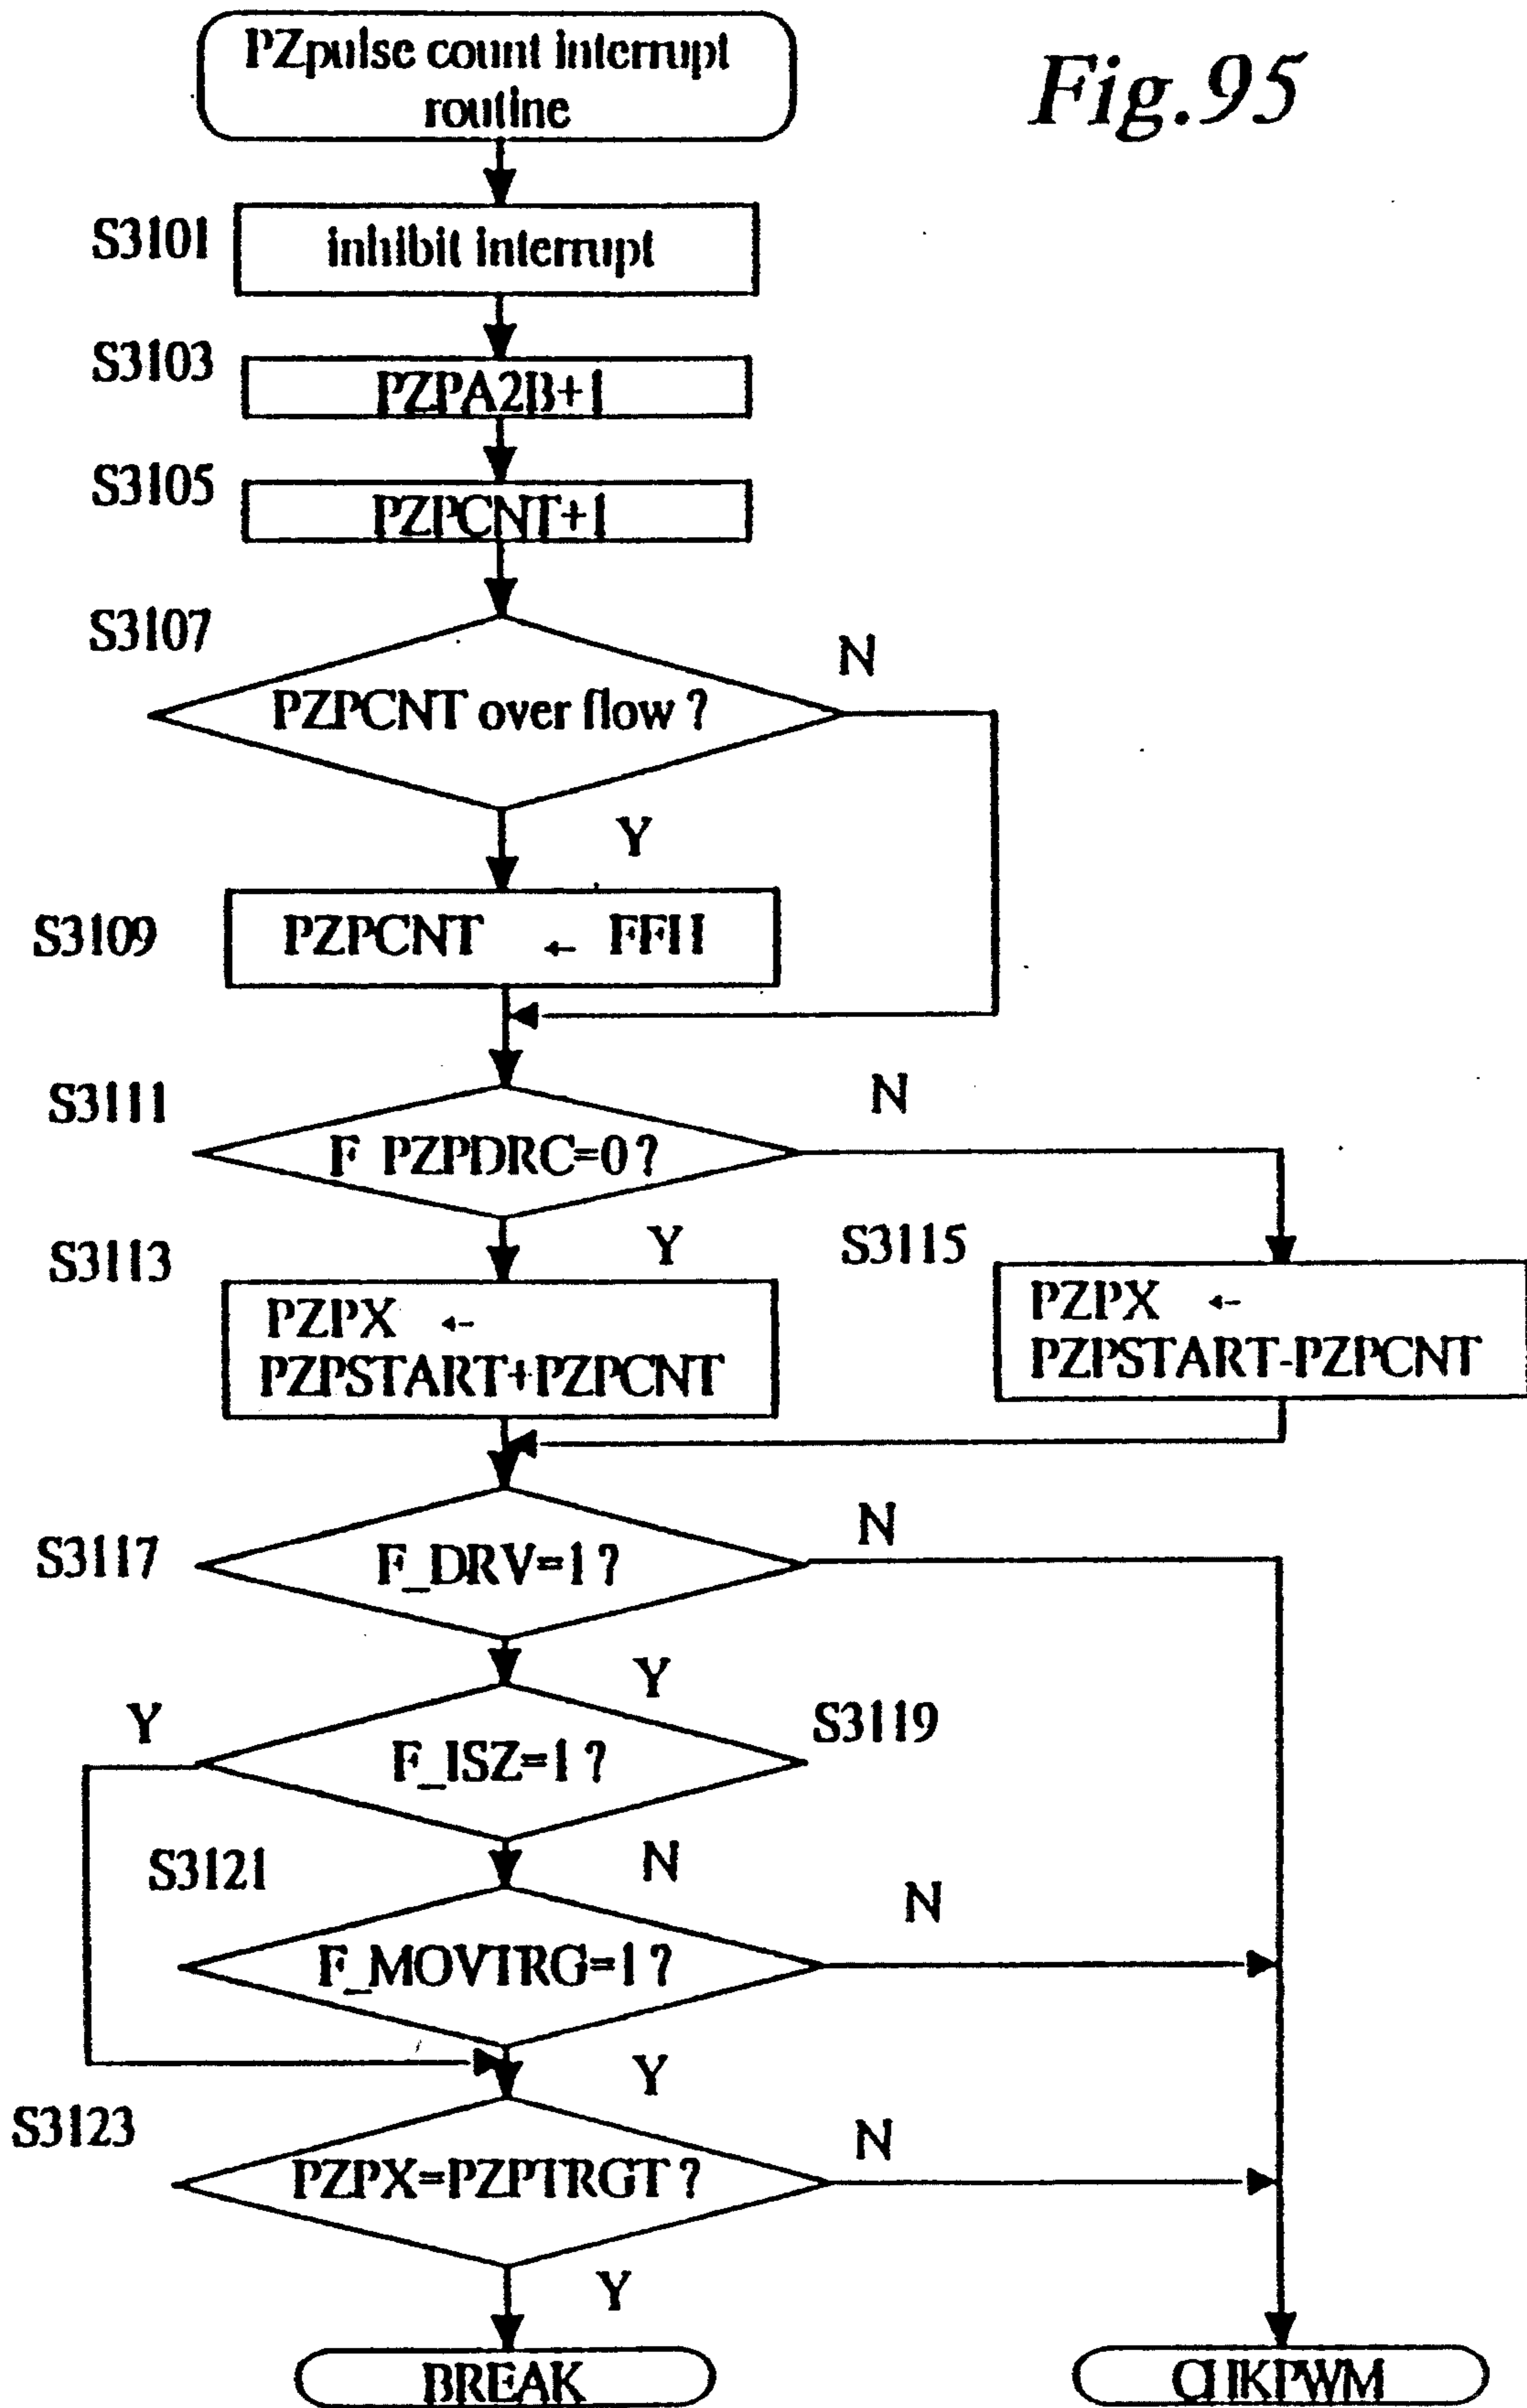 PZpulse count interrupt
routine
Fig.95
S3101
inhibit interrupt
S3103
PZPA2B+1
S3105
PZPCNT+1
S3107
N
PZPCNT over flow ?
Y
S3109
PZPCNT ← FFH
S3111
N
F PZPDRC=0 ?
S3113
Y
S3115
PZPX ←
PZPSTART+PZPCNT
PZPX ←
PZPSTART-PZPCNT
S3117
N
F_DRV=1 ?
Y
Y
S3119
F_ISZ=1 ?
S3121
N
N
F_MOVTRG=1 ?
Y
S3123
N
PZPX=PZPTRGT ?
Y
BREAK
CHKPWM